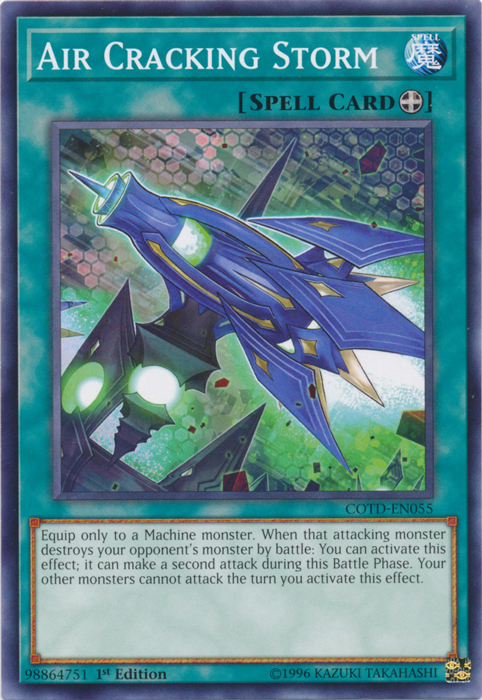 AIR CRACKING STORM
SPELL
魔
[SPELL CARD]
COTD-EN055
Equip only to a Machine monster. When that attacking monster
destroys your opponent's monster by battle: You can activate this
effect; it can make a second attack during this Battle Phase. Your
other monsters cannot attack the turn you activate this effect.
98864751 1st Edition ©1996 KAZUKI TAKAHASHI